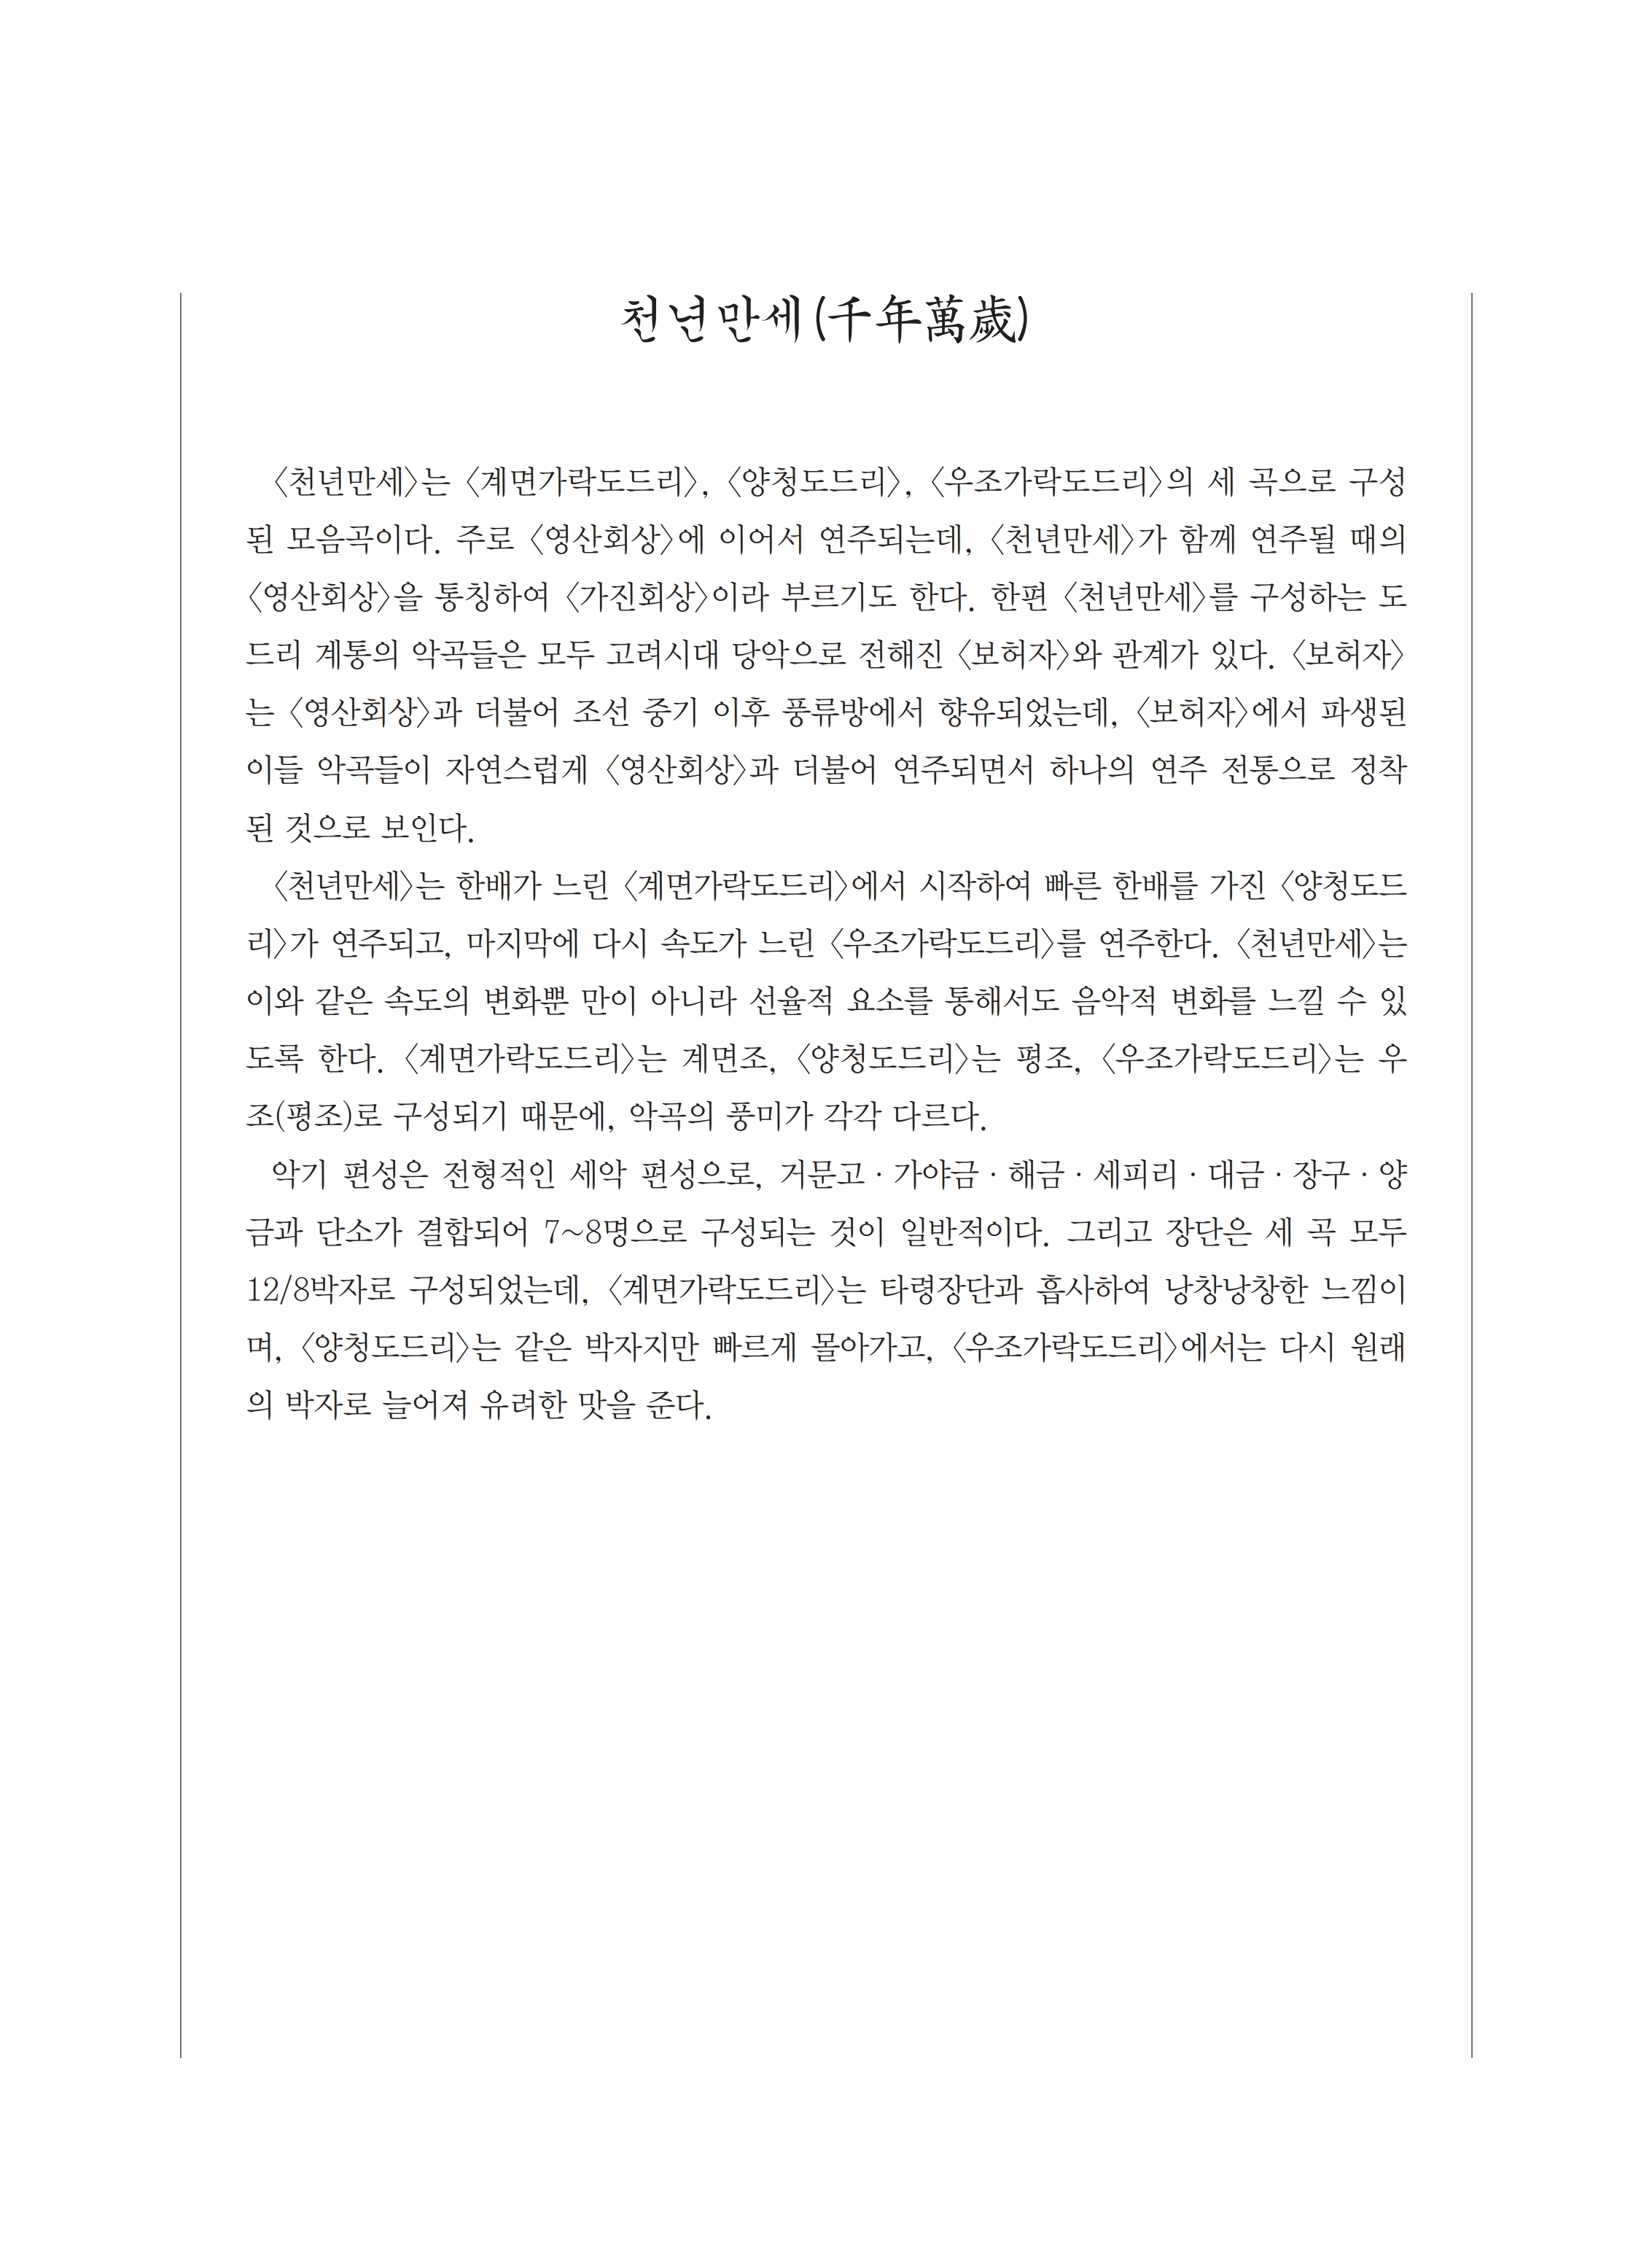 천년만세(千年萬歲)
〈천년만세〉는 〈계면가락도드리〉, 〈양청도드리〉, 〈우조가락도드리〉의 세 곡으로 구성
된 모음곡이다. 주로 〈영산회상〉에 이어서 연주되는데, 〈천년만세〉가 함께 연주될 때의
〈영산회상〉을 통칭하여 〈가진회상〉이라 부르기도 한다. 한편 〈천년만세〉를 구성하는 도
드리 계통의 악곡들은 모두 고려시대 당악으로 전해진 〈보허자〉와 관계가 있다. 〈보허자〉
는 〈영산회상〉과 더불어 조선 중기 이후 풍류방에서 향유되었는데, 〈보허자〉에서 파생된
이들 악곡들이 자연스럽게 〈영산회상〉과 더불어 연주되면서 하나의 연주 전통으로 정착
된 것으로 보인다.
〈천년만세〉는 한배가 느린 〈계면가락도드리〉에서 시작하여 빠른 한배를 가진 〈양청도드
리〉가 연주되고, 마지막에 다시 속도가 느린 〈우조가락도드리〉를 연주한다. 〈천년만세〉는
이와 같은 속도의 변화뿐 만이 아니라 선율적 요소를 통해서도 음악적 변화를 느낄 수 있
도록 한다. 〈계면가락도드리〉는 계면조, 〈양청도드리〉는 평조, 〈우조가락도드리〉는 우
조(평조)로 구성되기 때문에, 악곡의 풍미가 각각 다르다.
악기 편성은 전형적인 세악 편성으로, 거문고·가야금·해금·세피리·대금·장구·양
금과 단소가 결합되어 7~8명으로 구성되는 것이 일반적이다. 그리고 장단은 세 곡 모두
12/8박자로 구성되었는데, 〈계면가락도드리〉는 타령장단과 흡사하여 낭창낭창한 느낌이
며, 〈양청도드리〉는 같은 박자지만 빠르게 몰아가고, 〈우조가락도드리〉에서는 다시 원래
의 박자로 늘어져 유려한 맛을 준다.